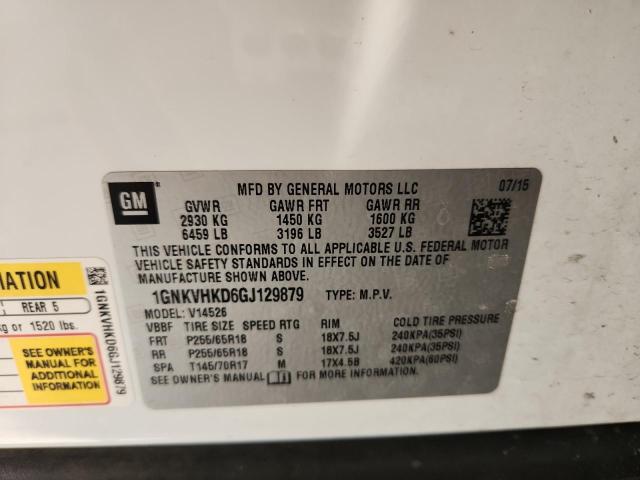 GM
MFD BY GENERAL MOTORS LLC
07/15
GVWR GAWR FRT GAWR RR
2930 KG 1450 KG 1600 KG
6459 LB 3196 LB 3527 LB
THIS VEHICLE CONFORMS TO ALL APPLICABLE U.S. FEDERAL MOTOR
VEHICLE SAFETY STANDARDS IN EFFECT ON THE DATE OF
MANUFACTURE SHOWN ABOVE.
1GNKVHKD6GJ129879 TYPE: M.P.V.
MODEL: V14526
VBBF TIRE SIZE SPEED RTG RIM COLD TIRE PRESSURE
FRT P255/65R18 S 18X7.5J 240KPA(35PSI)
RR P255/65R18 S 18X7.5J 240KPA(35PSI)
SPA T145/70R17 M 17X4.5B 420KPA(60PSI)
SEE OWNER'S MANUAL FOR MORE INFORMATION.
MATION
REAR 5
kg or 1520 lbs.
SEE OWNER'S
MANUAL FOR
ADDITIONAL
INFORMATION
1GNKVHKD6GJ129879